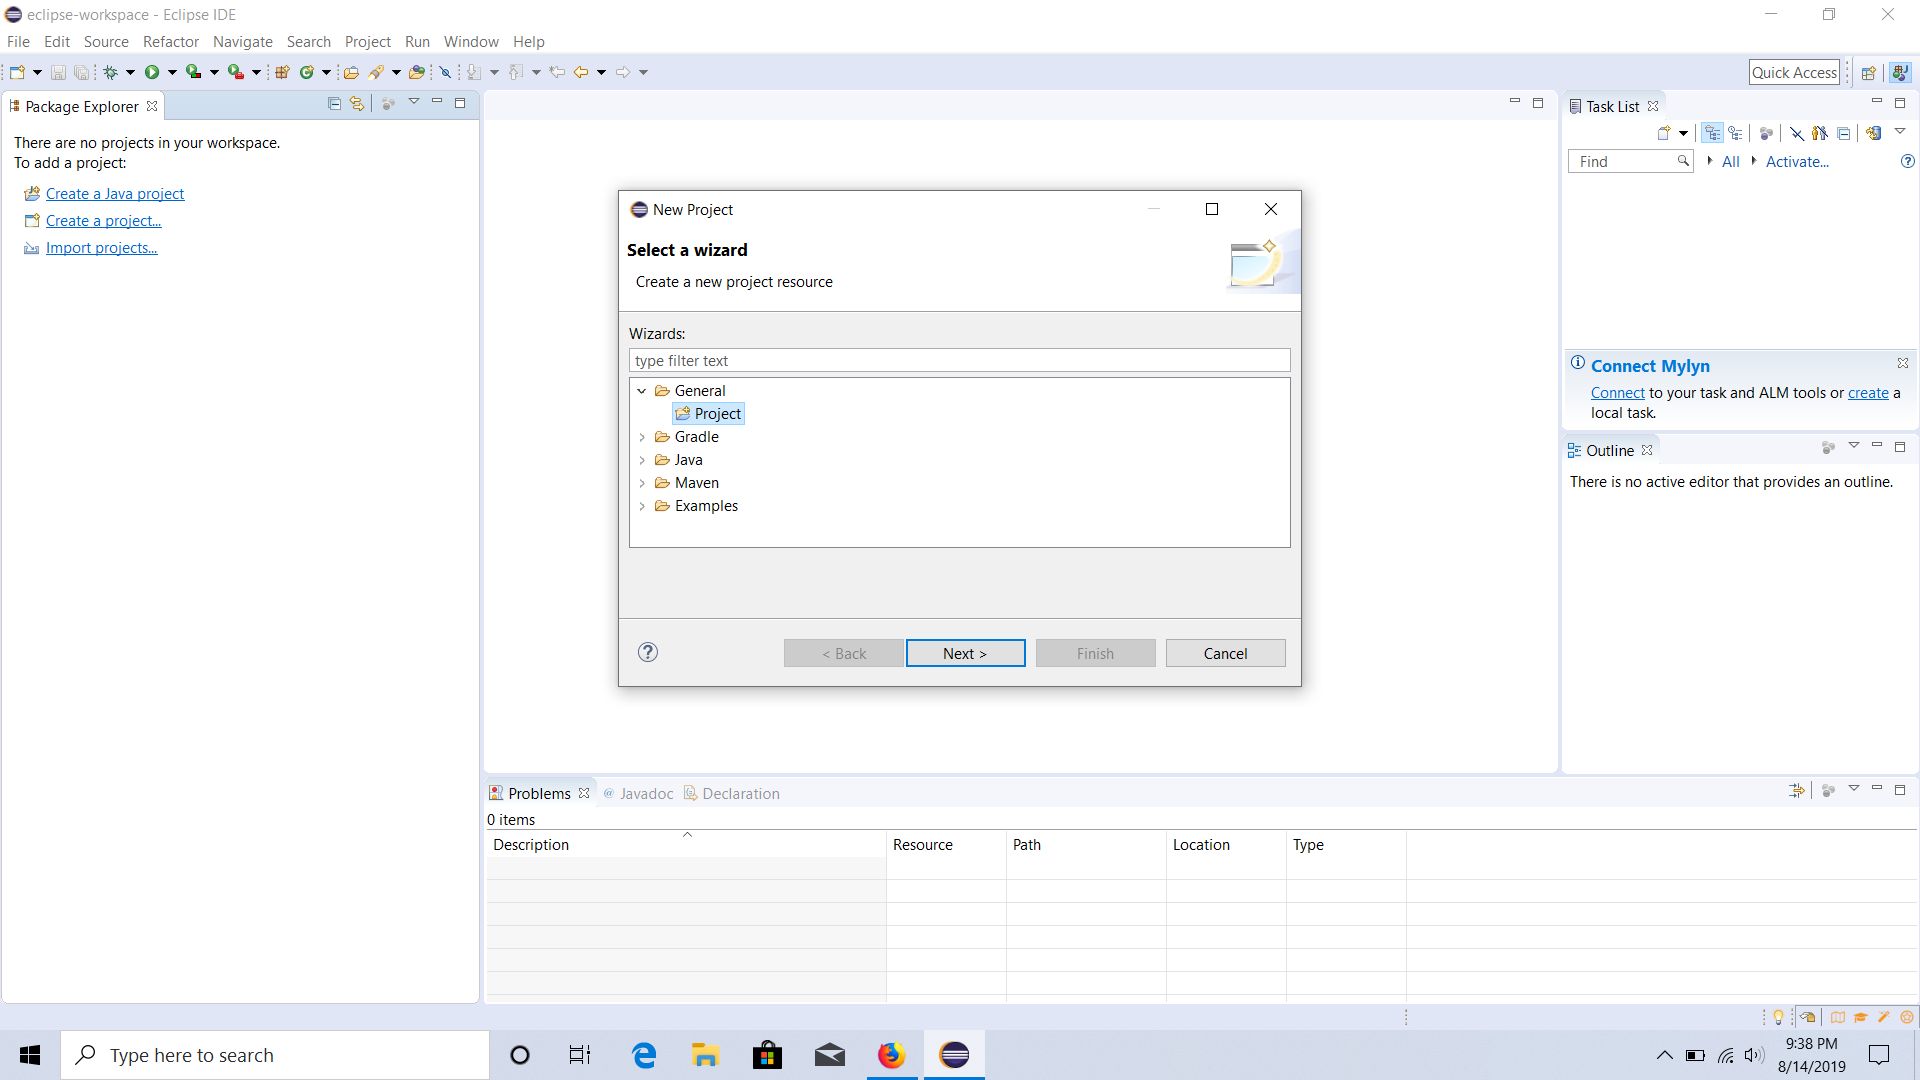 eclipse-workspace - Eclipse IDE
File Edit Source Refactor Navigate Search Project Run Window Help
Quick Access
Package Explorer
There are no projects in your workspace.
To add a project:
Create a Java project
Create a project...
Import projects...
New Project
Select a wizard
Create a new project resource
Wizards:
type filter text
General
Project
Gradle
Java
Maven
Examples
< Back Next > Finish Cancel
Task List
Find All Activate...
Connect Mylyn
Connect to your task and ALM tools or create a
local task.
Outline
There is no active editor that provides an outline.
Problems @ Javadoc Declaration
0 items
Description Resource Path Location Type
Type here to search
9:38 PM
8/14/2019